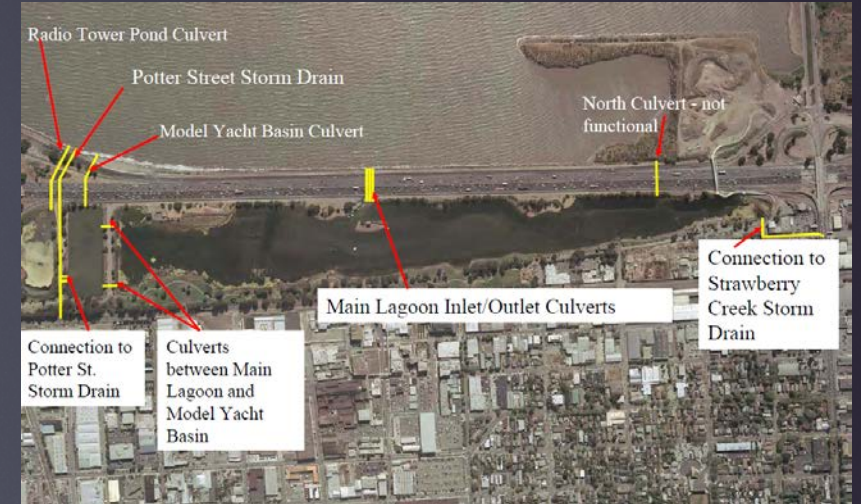 Radio Tower Pond Culvert
Potter Street Storm Drain
Model Yacht Basin Culvert
North Culvert - not
functional
Main Lagoon Inlet/Outlet Culverts
Connection to
Strawberry
Creek Storm
Drain
Connection to
Potter St.
Storm Drain
Culverts
between Main
Lagoon and
Model Yacht
Basin